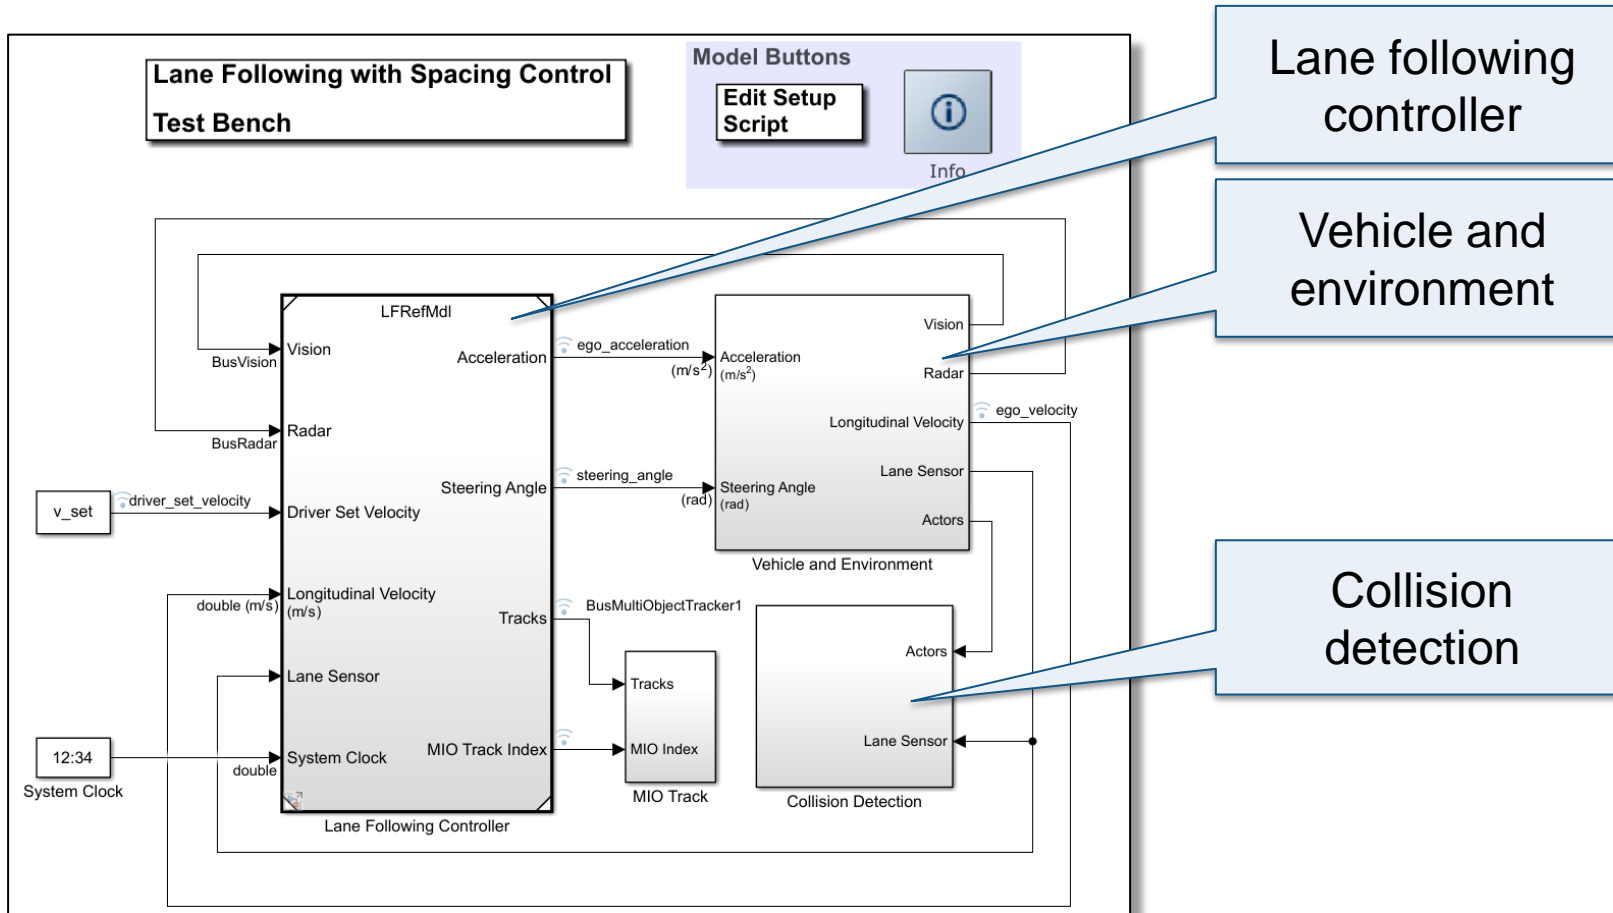 Lane Following with Spacing Control
Test Bench
Model Buttons
Edit Setup
Script
Info
Lane following
controller
Vehicle and
environment
Collision
detection
LFRefMdl
Vision
BusVision
Radar
BusRadar
v_set
driver_set_velocity
Driver Set Velocity
double (m/s)
Longitudinal Velocity
(m/s)
Lane Sensor
12:34
System Clock
double
System Clock
Acceleration
ego_acceleration
(m/s²)
Steering Angle
steering_angle
(rad)
Tracks
BusMultiObjectTracker1
MIO Track Index
Lane Following Controller
Tracks
MIO Index
MIO Track
Acceleration
(m/s²)
Steering Angle
(rad)
Vision
Radar
Longitudinal Velocity
ego_velocity
Lane Sensor
Actors
Vehicle and Environment
Actors
Lane Sensor
Collision Detection